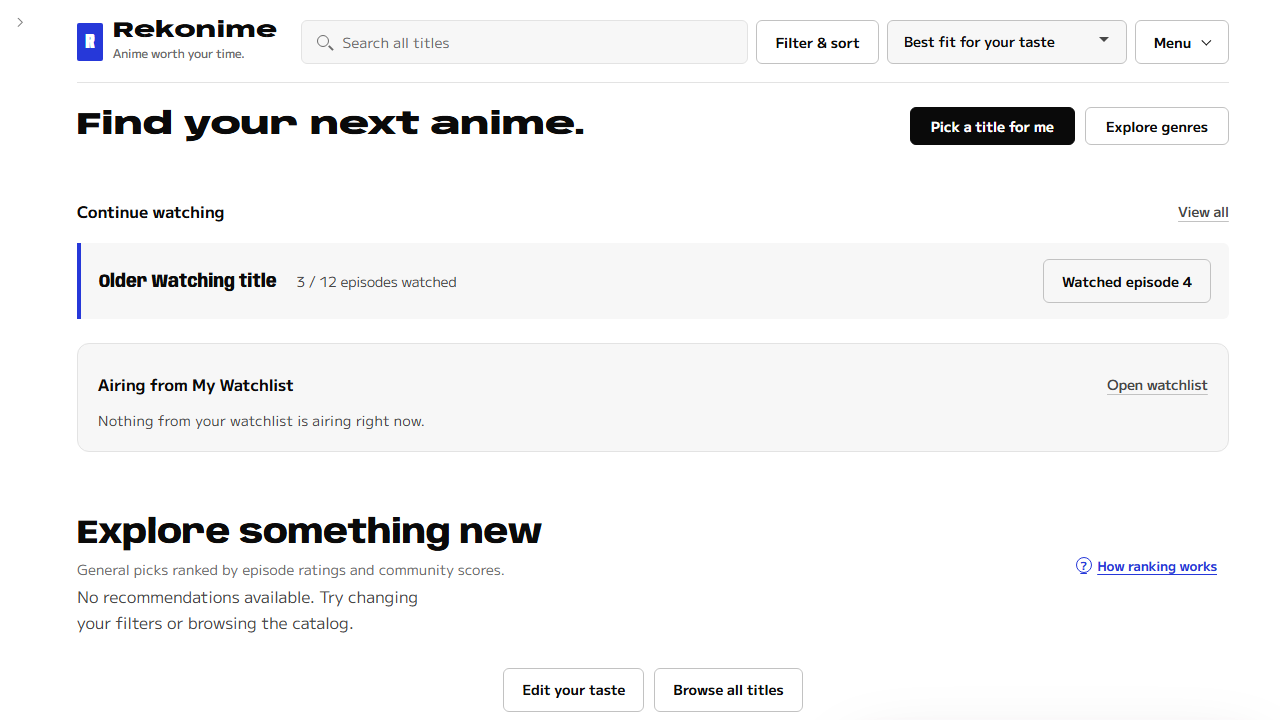 R
Rekonime
Anime worth your time.
Search all titles
Filter & sort
Best fit for your taste
Menu
Find your next anime.
Pick a title for me
Explore genres
Continue watching
View all
Older Watching title
3 / 12 episodes watched
Watched episode 4
Airing from My Watchlist
Open watchlist
Nothing from your watchlist is airing right now.
Explore something new
General picks ranked by episode ratings and community scores.
? How ranking works
No recommendations available. Try changing
your filters or browsing the catalog.
Edit your taste
Browse all titles